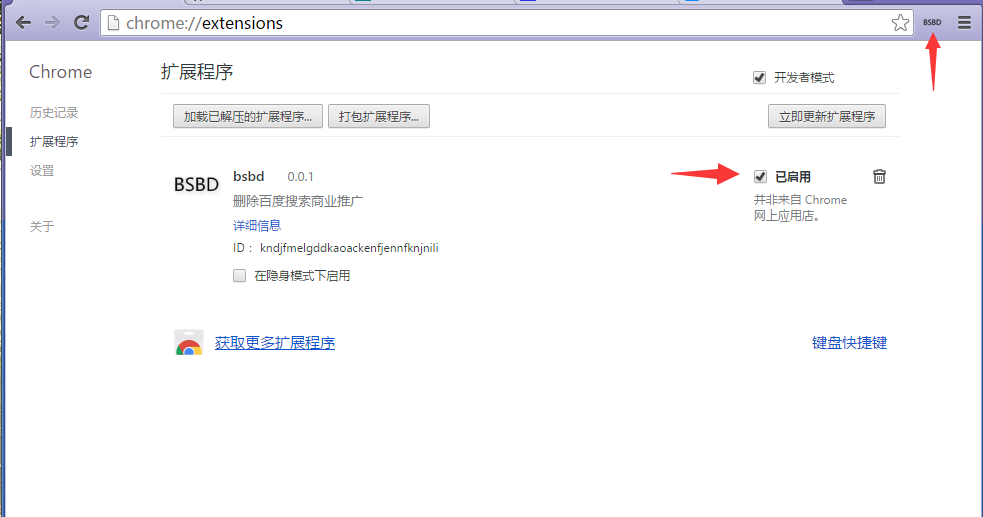 chrome://extensions
BSBD
Chrome
扩展程序
开发者模式
历史记录
扩展程序
设置
关于
加载已解压的扩展程序...
打包扩展程序...
立即更新扩展程序
BSBD
bsbd 0.0.1
已启用
删除百度搜索商业推广
并非来自 Chrome
网上应用店。
详细信息
ID： kndjfmelgddkaoackenfjennfknjnili
在隐身模式下启用
获取更多扩展程序
键盘快捷键